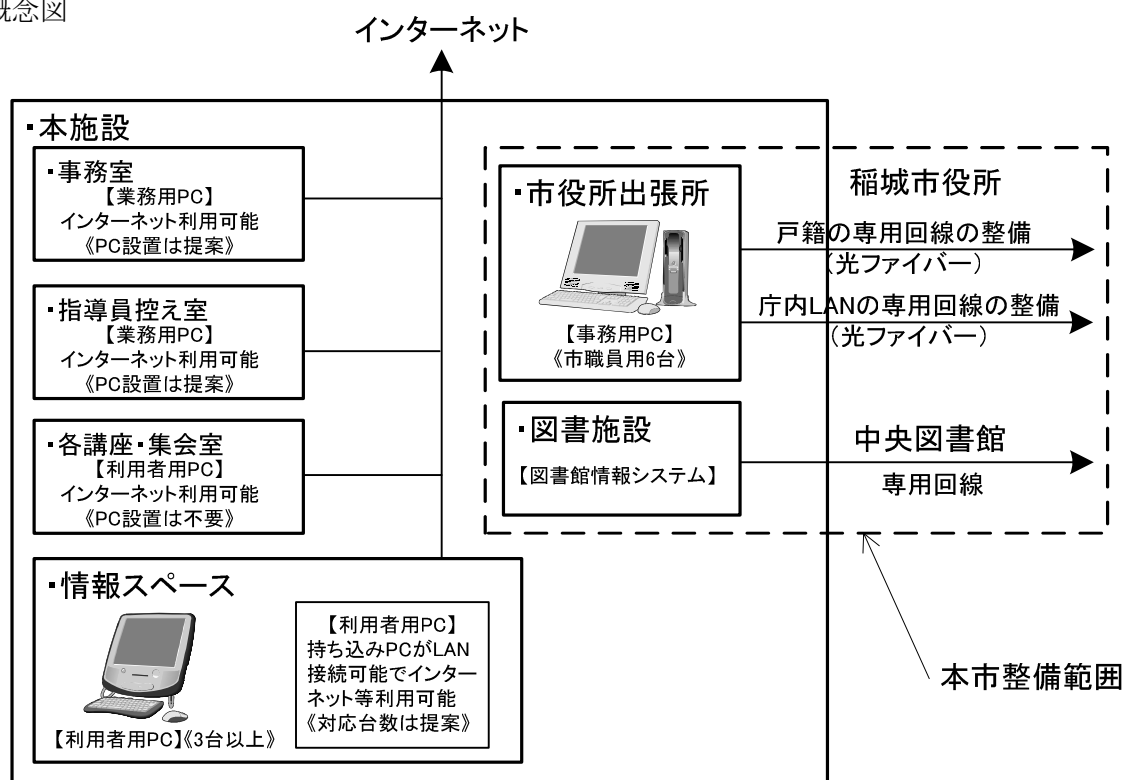 概念図
インターネット
・本施設
・事務室
【業務用PC】
インターネット利用可能
《PC設置は提案》
・指導員控え室
【業務用PC】
インターネット利用可能
《PC設置は提案》
・各講座・集会室
【利用者用PC】
インターネット利用可能
《PC設置は不要》
・情報スペース
【利用者用PC】《3台以上》
【利用者用PC】
持ち込みPCがLAN
接続可能でインター
ネット等利用可能
《対応台数は提案》
・市役所出張所
【事務用PC】
《市職員用6台》
・図書施設
【図書館情報システム】
稲城市役所
戸籍の専用回線の整備
(光ファイバー)
庁内LANの専用回線の整備
(光ファイバー)
中央図書館
専用回線
本市整備範囲